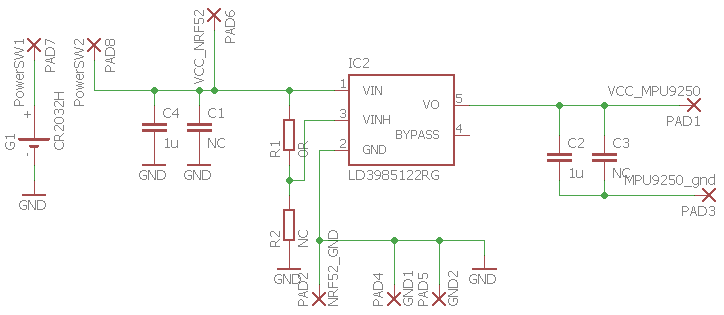 PowerSW1
PAD7
PowerSW2
PAD8
VCC_NRF52
PAD6
IC2
1
VIN
3
VINH
2
GND
VO
5
BYPASS
4
LD3985122RG
VCC_MPU9250
PAD1
G1
+
-
CR2032H
GND
C4
1u
GND
C1
NC
GND
R1
0R
R2
NC
GND
C2
1u
C3
NC
MPU9250_gnd
PAD3
PAD2
NRF52_GND
PAD4
GND1
PAD5
GND2
GND